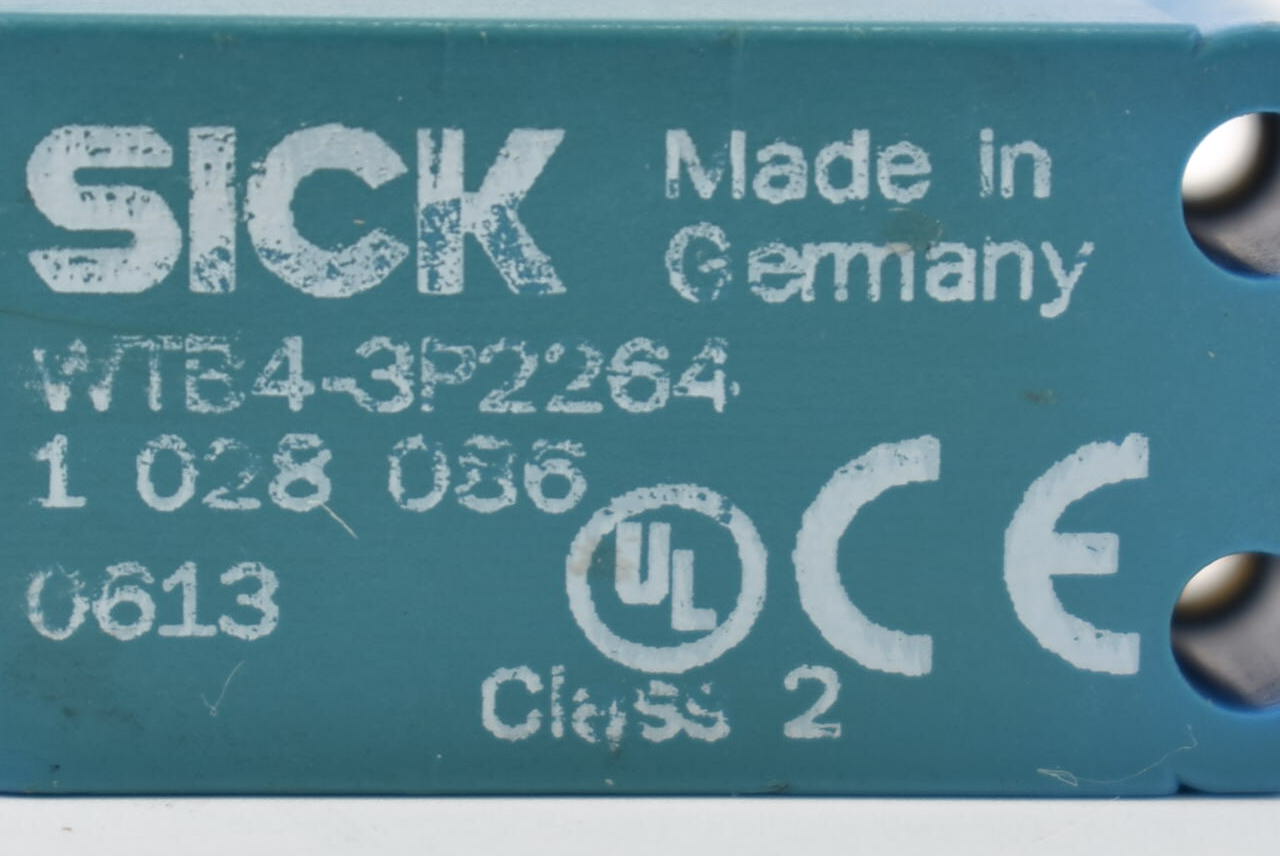 SICK
Made in
Germany
WTB4-3P2264
1 028 086
0613
UL
CE
Class 2